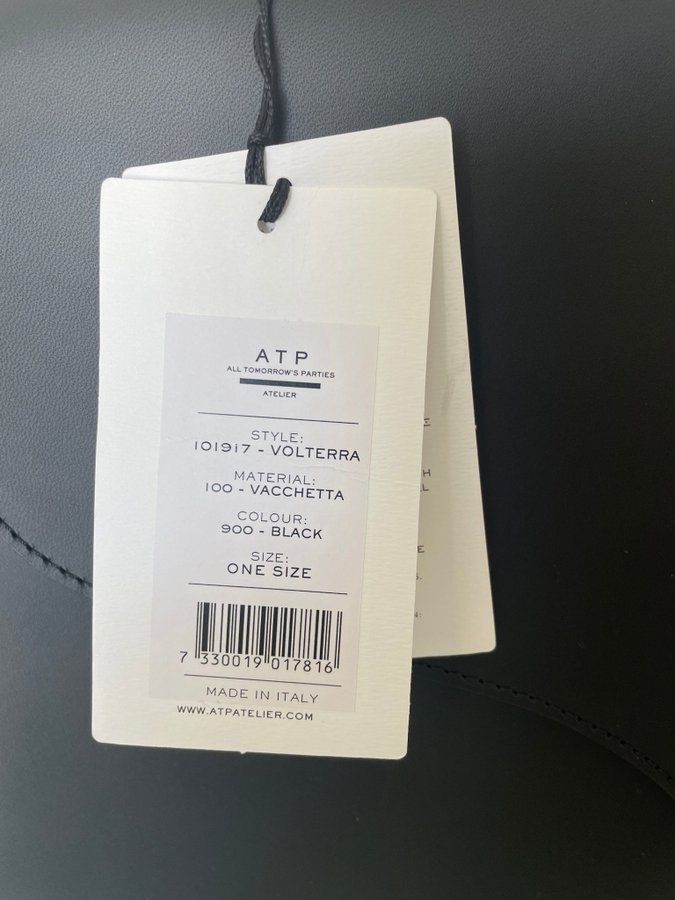 ATP
ALL TOMORROW'S PARTIES
ATELIER
STYLE:
101917 - VOLTERRA
MATERIAL:
100 - VACCHETTA
COLOUR:
900 - BLACK
SIZE:
ONE SIZE
7 330019 017816
MADE IN ITALY
WWW.ATPATELIER.COM